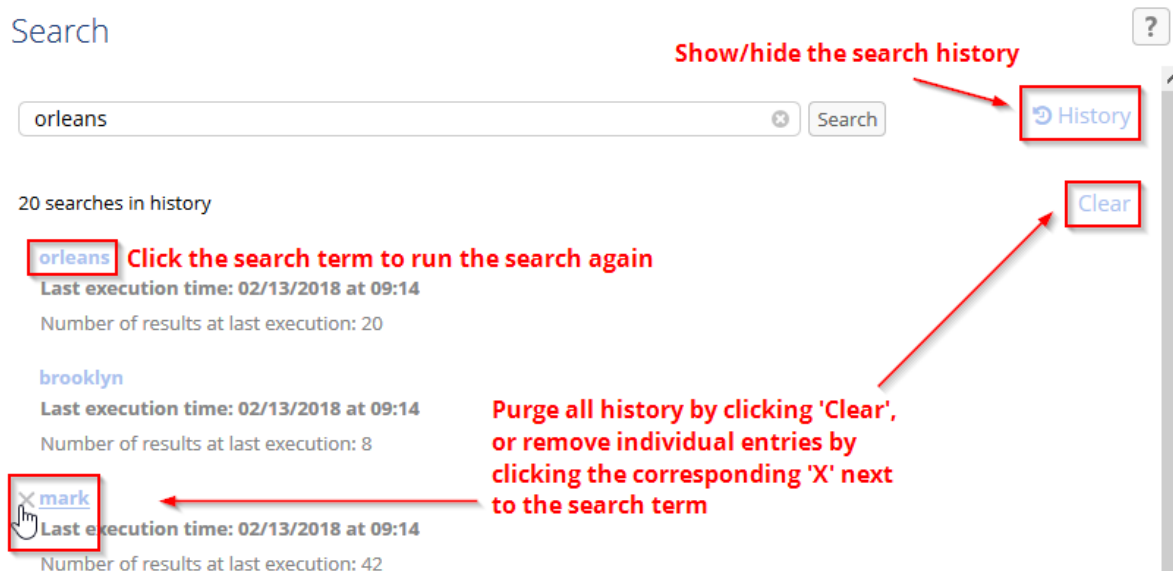 Search
?
Show/hide the search history
orleans
Search
History
20 searches in history
Clear
orleans
Click the search term to run the search again
Last execution time: 02/13/2018 at 09:14
Number of results at last execution: 20
brooklyn
Last execution time: 02/13/2018 at 09:14
Number of results at last execution: 8
Purge all history by clicking 'Clear',
or remove individual entries by
clicking the corresponding 'X' next
to the search term
mark
Last execution time: 02/13/2018 at 09:14
Number of results at last execution: 42